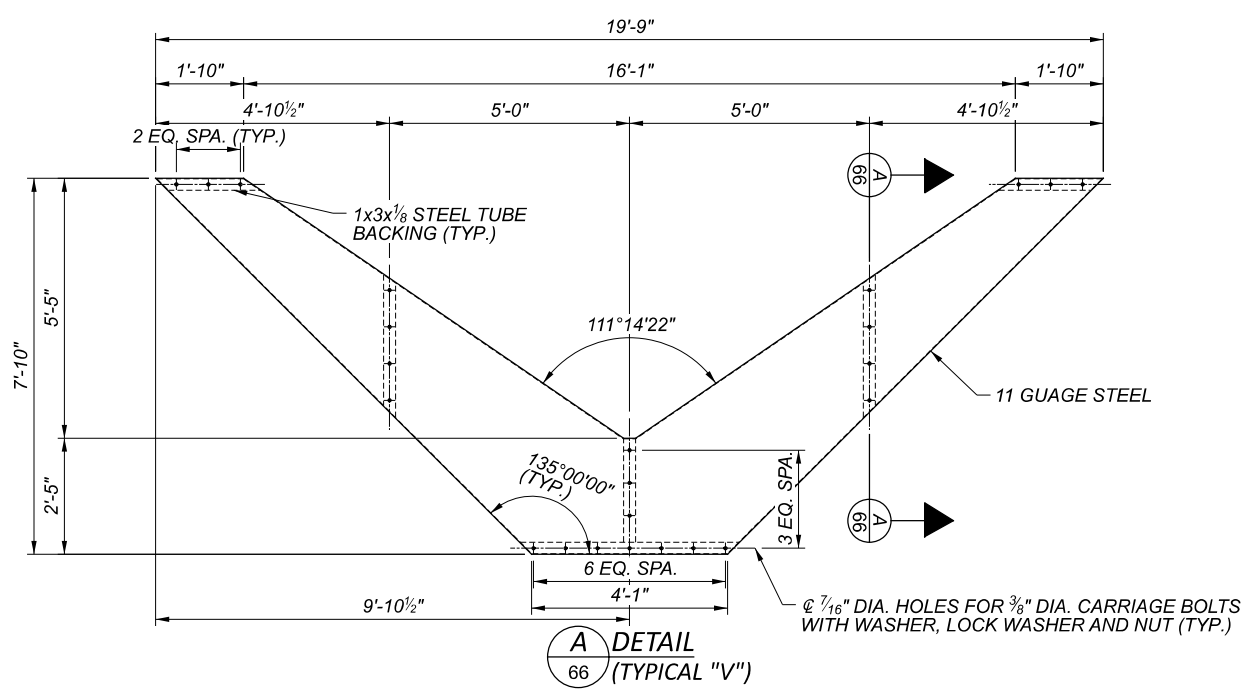 19'-9"
1'-10"
16'-1"
1'-10"
4'-10½"
5'-0"
5'-0"
4'-10½"
2 EQ. SPA. (TYP.)
A
66
1x3x⅛ STEEL TUBE
BACKING (TYP.)
5'-5"
7'-10"
111°14'22"
11 GUAGE STEEL
135°00'00"
(TYP.)
2'-5"
3 EQ. SPA.
A
66
6 EQ. SPA.
4'-1"
9'-10½"
℄ 7/16" DIA. HOLES FOR ⅜" DIA. CARRIAGE BOLTS
WITH WASHER, LOCK WASHER AND NUT (TYP.)
A
66
DETAIL
(TYPICAL "V")